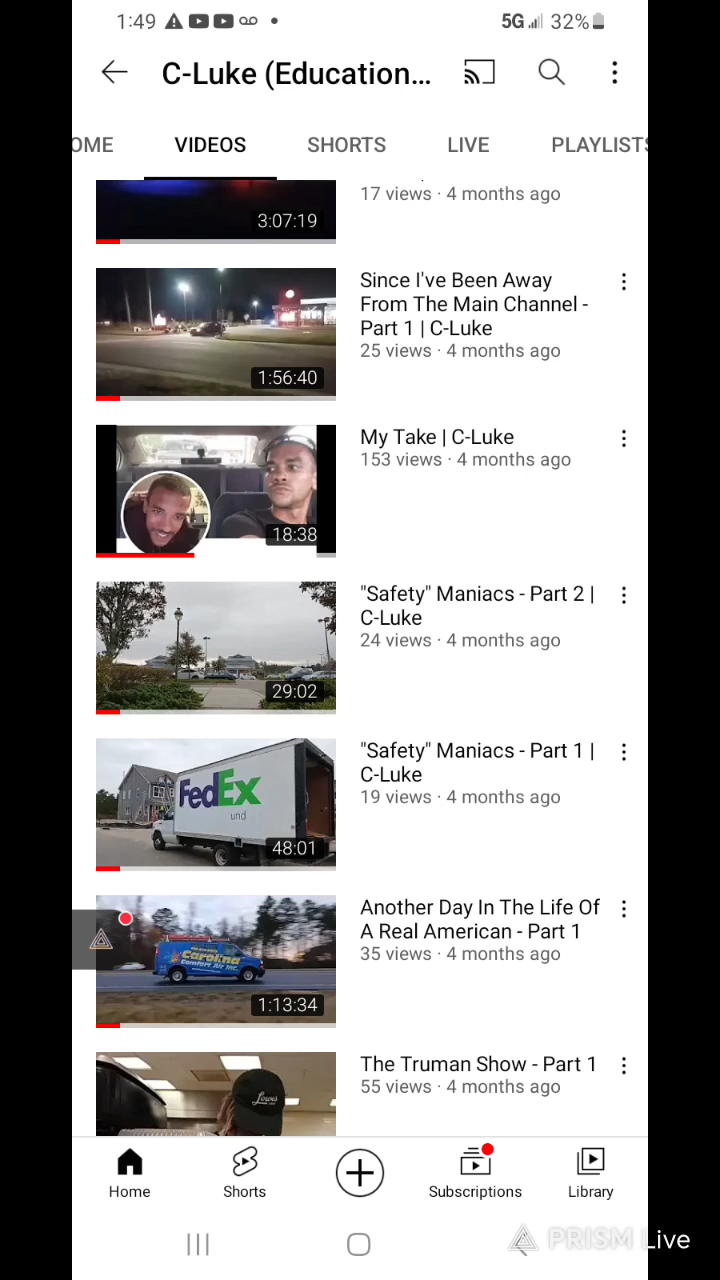 1:49
5G 32%
C-Luke (Education...
OME VIDEOS SHORTS LIVE PLAYLISTS
17 views · 4 months ago
3:07:19
Since I've Been Away
From The Main Channel -
Part 1 | C-Luke
25 views · 4 months ago
1:56:40
My Take | C-Luke
153 views · 4 months ago
18:38
"Safety" Maniacs - Part 2 |
C-Luke
24 views · 4 months ago
29:02
"Safety" Maniacs - Part 1 |
C-Luke
19 views · 4 months ago
FedEx
und
48:01
Another Day In The Life Of
A Real American - Part 1
35 views · 4 months ago
Carolina
Comfort Air Inc.
1:13:34
The Truman Show - Part 1
55 views · 4 months ago
Lowes
Home Shorts Subscriptions Library
PRISM Live